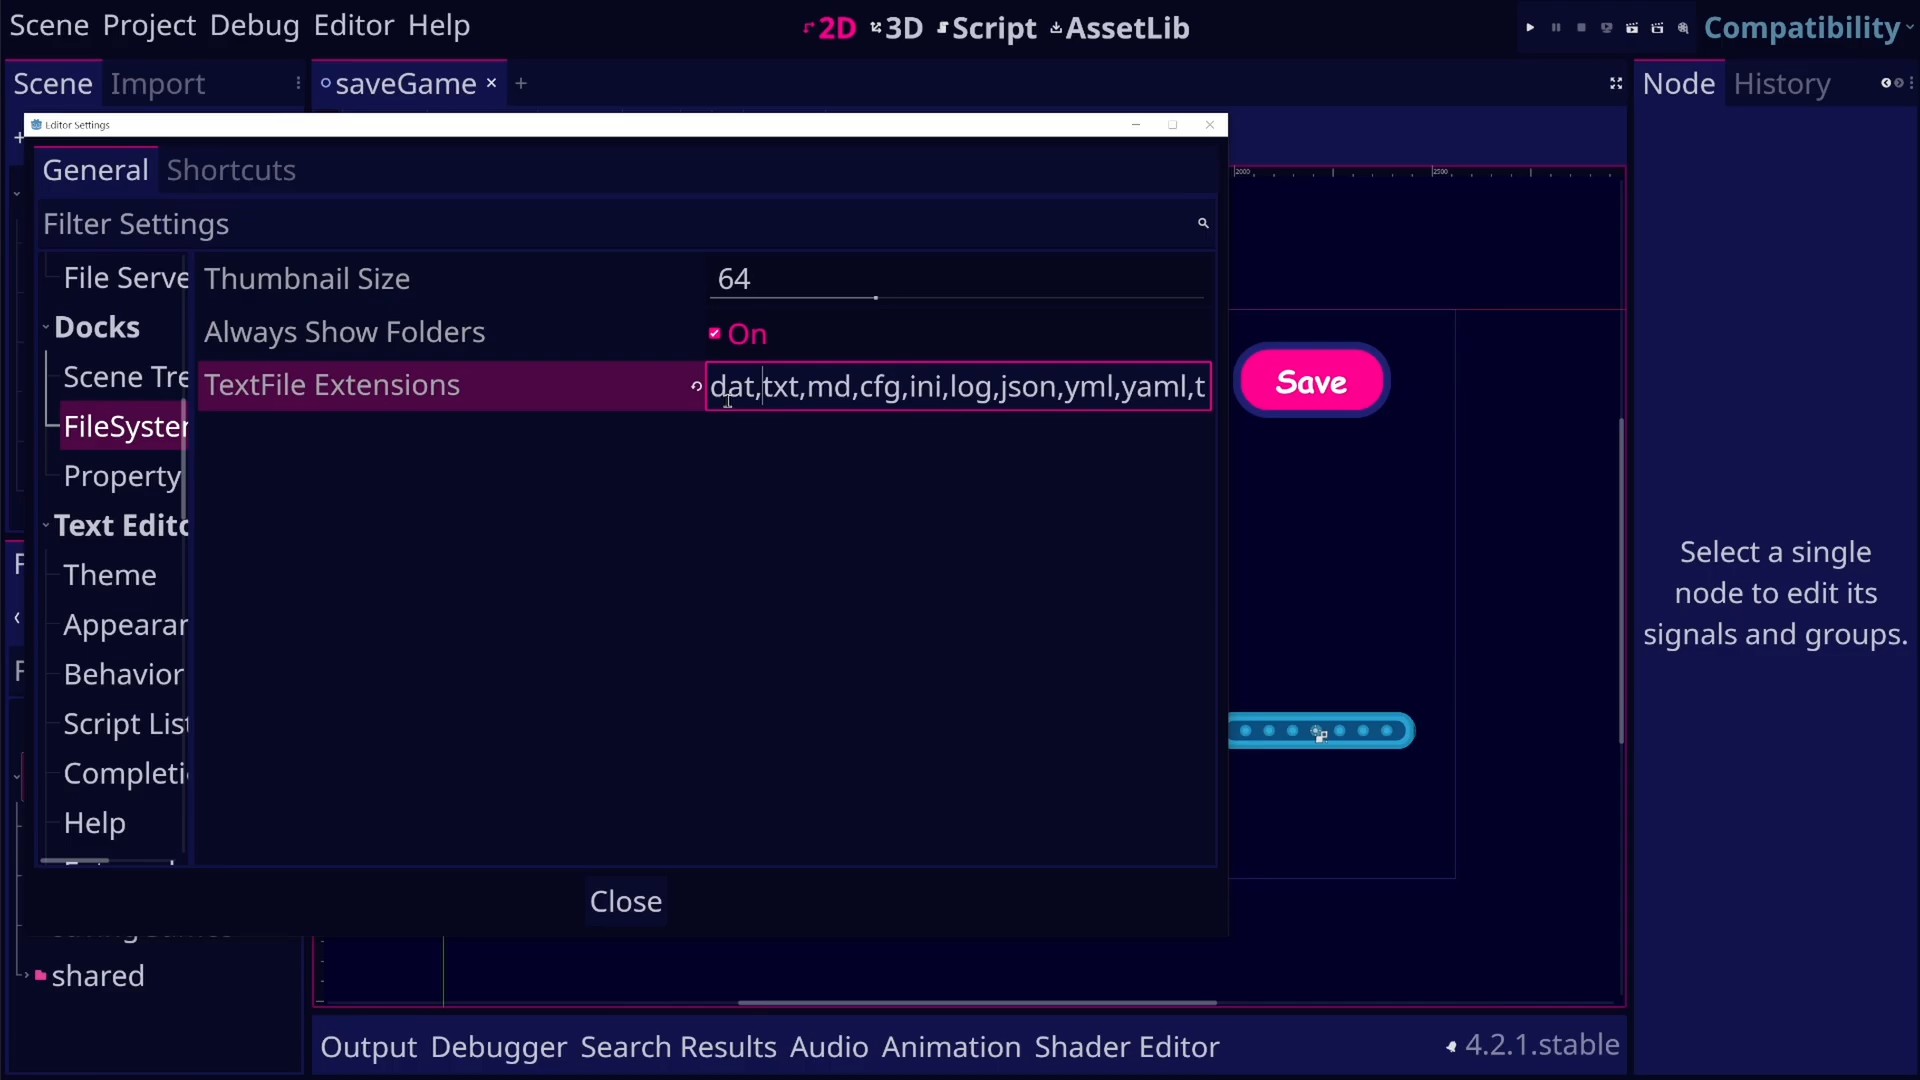 Scene Project Debug Editor Help
2D 3D Script AssetLib
Compatibility
Scene Import
saveGame
Node History
Editor Settings
General Shortcuts
Filter Settings
File Serve
Docks
Scene Tre
FileSyster
Property
Text Edito
Theme
Appearar
Behavior
Script List
Completi
Help
Thumbnail Size 64
Always Show Folders On
TextFile Extensions dat,txt,md,cfg,ini,log,json,yml,yaml,t
Close
2000 2500
Save
Select a single
node to edit its
signals and groups.
shared
Output Debugger Search Results Audio Animation Shader Editor
4.2.1.stable